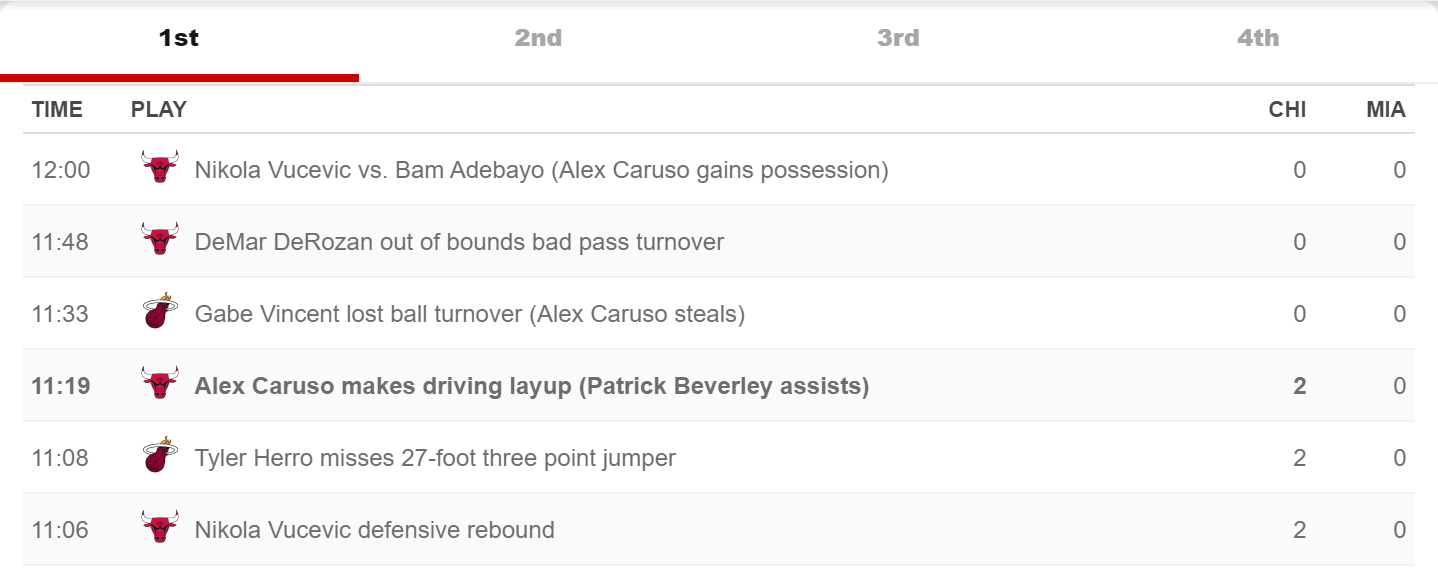 1st 2nd 3rd 4th
TIME PLAY CHI MIA
12:00 Nikola Vucevic vs. Bam Adebayo (Alex Caruso gains possession) 0 0
11:48 DeMar DeRozan out of bounds bad pass turnover 0 0
11:33 Gabe Vincent lost ball turnover (Alex Caruso steals) 0 0
11:19 Alex Caruso makes driving layup (Patrick Beverley assists) 2 0
11:08 Tyler Herro misses 27-foot three point jumper 2 0
11:06 Nikola Vucevic defensive rebound 2 0